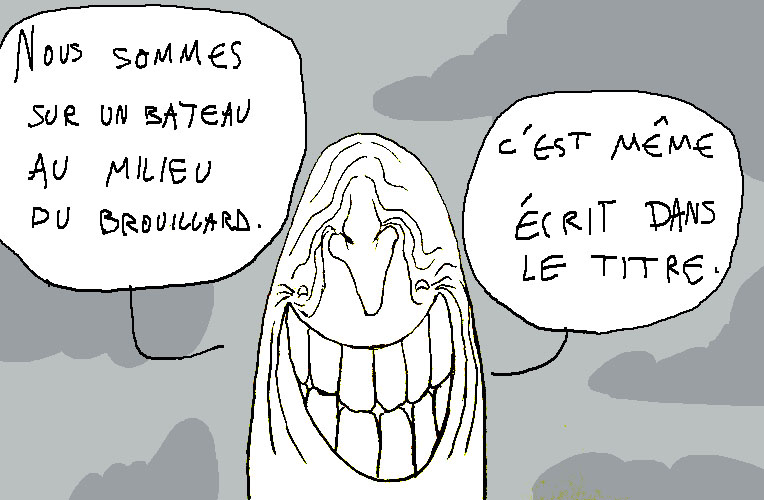 NOUS SOMMES
SUR UN BATEAU
AU MILIEU
DU BROUILLARD.
C'EST MÊME
ÉCRIT DANS
LE TITRE.